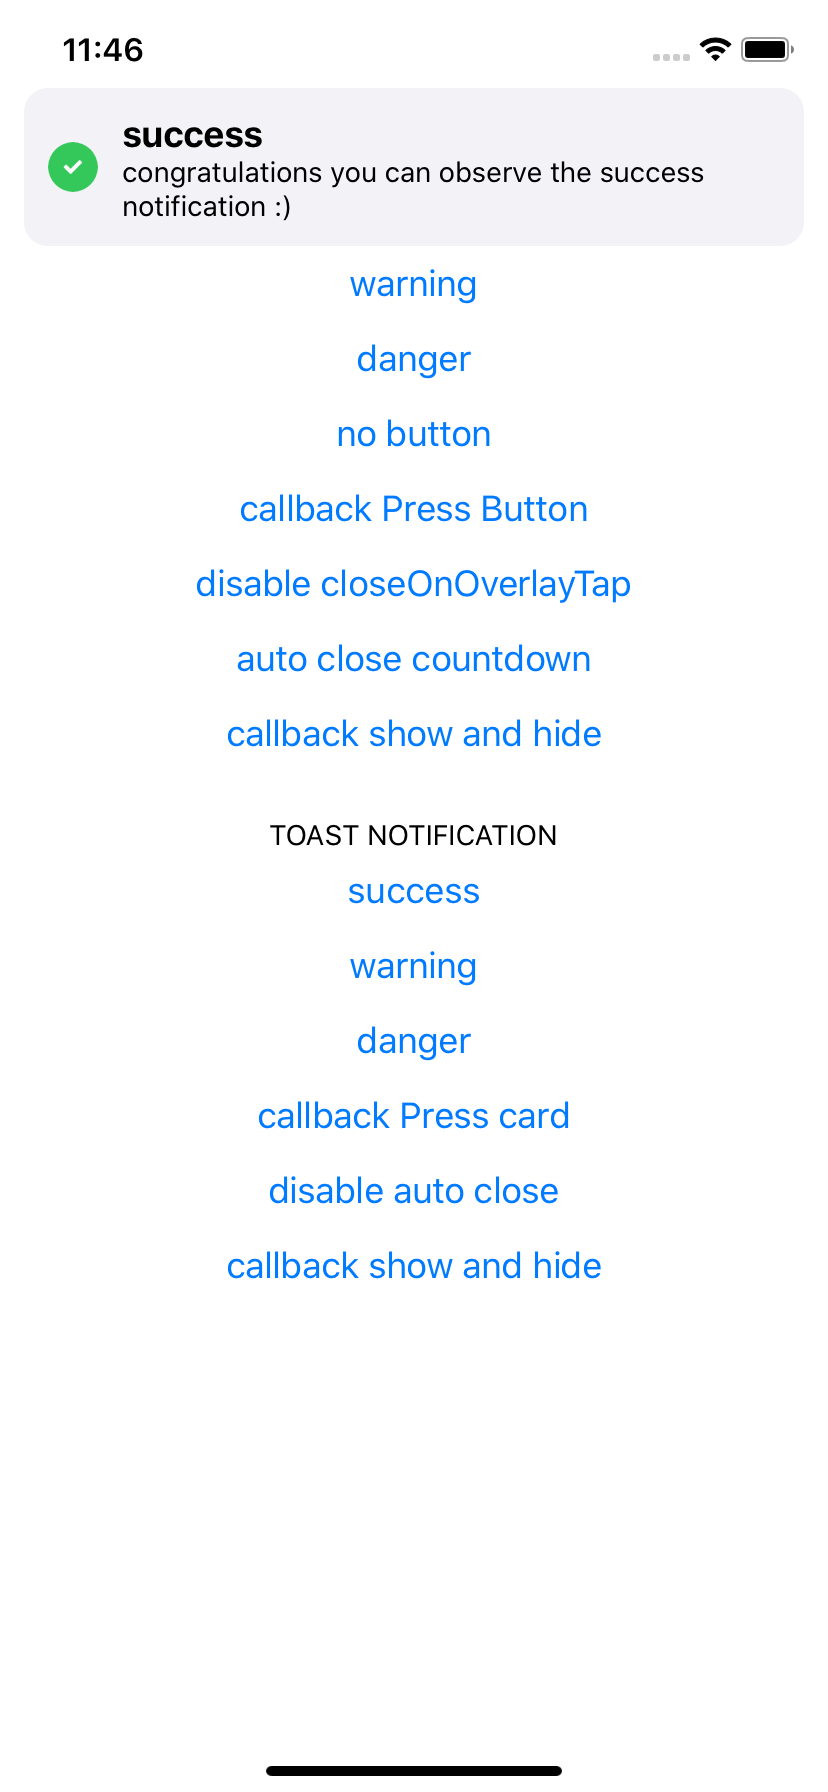 11:46
success
congratulations you can observe the success
notification :)
warning
danger
no button
callback Press Button
disable closeOnOverlayTap
auto close countdown
callback show and hide
TOAST NOTIFICATION
success
warning
danger
callback Press card
disable auto close
callback show and hide